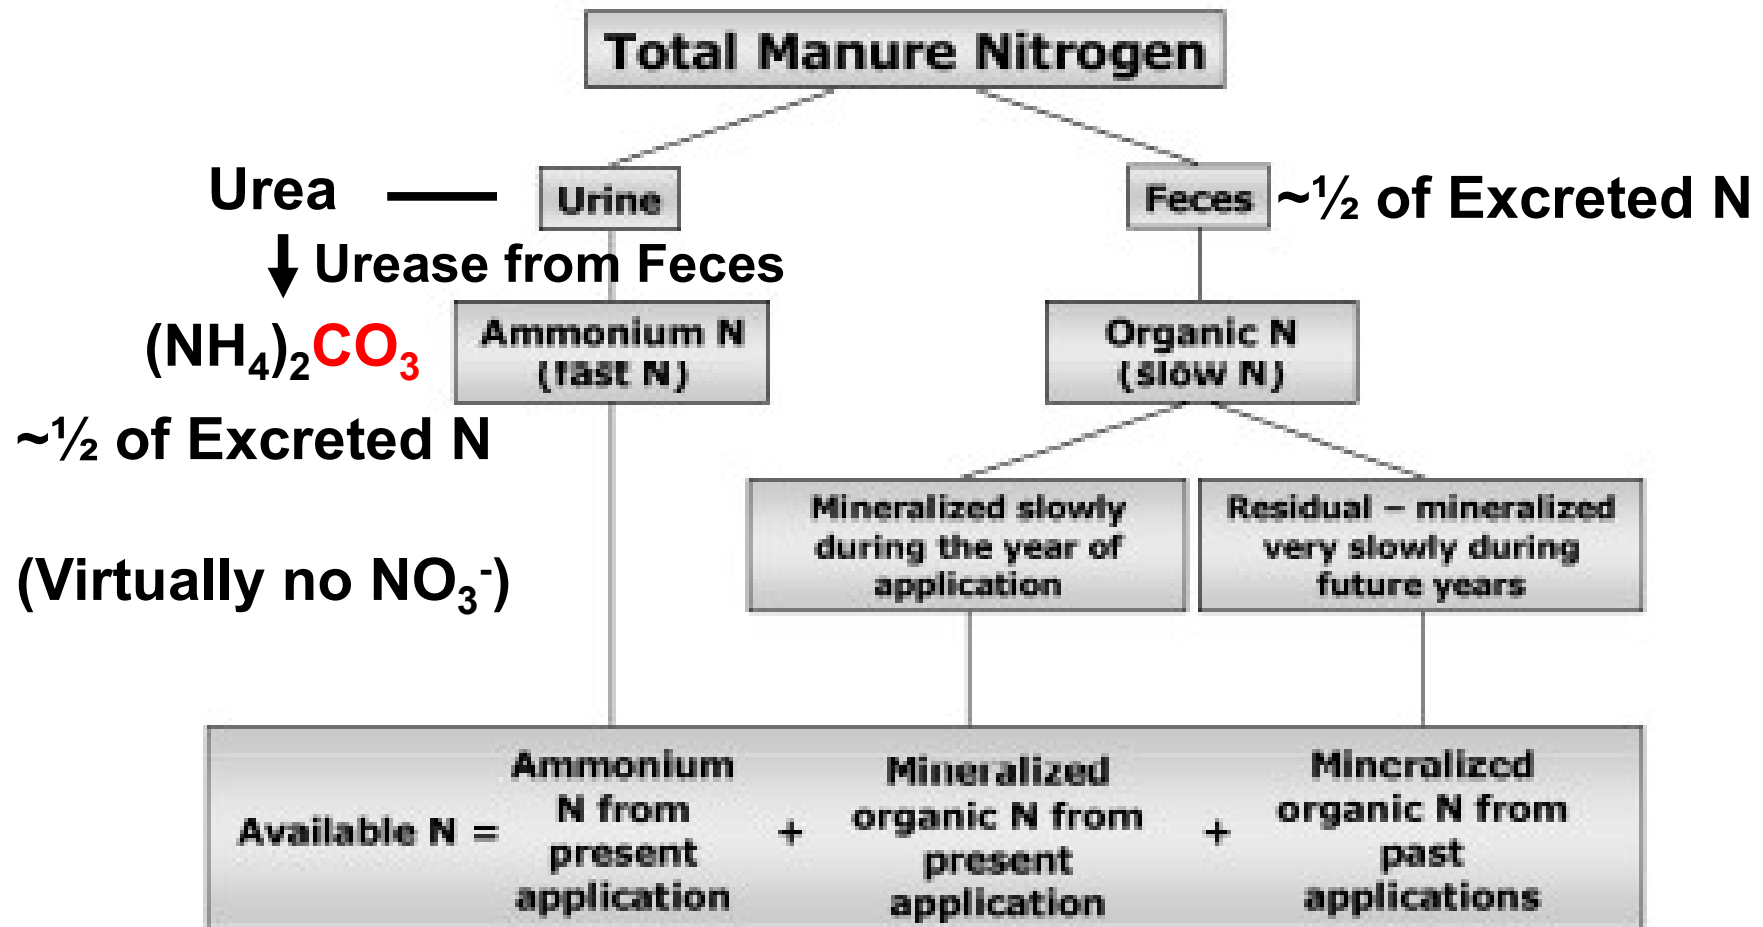 Total Manure Nitrogen
Urea
Urine
Feces
~½ of Excreted N
Urease from Feces
(NH₄)₂CO₃
Ammonium N
(fast N)
Organic N
(slow N)
~½ of Excreted N
Mineralized slowly
during the year of
application
Residual – mineralized
very slowly during
future years
(Virtually no NO₃⁻)
Available N =
Ammonium
N from
present
application
+
Mineralized
organic N from
present
application
+
Mineralized
organic N from
past
applications